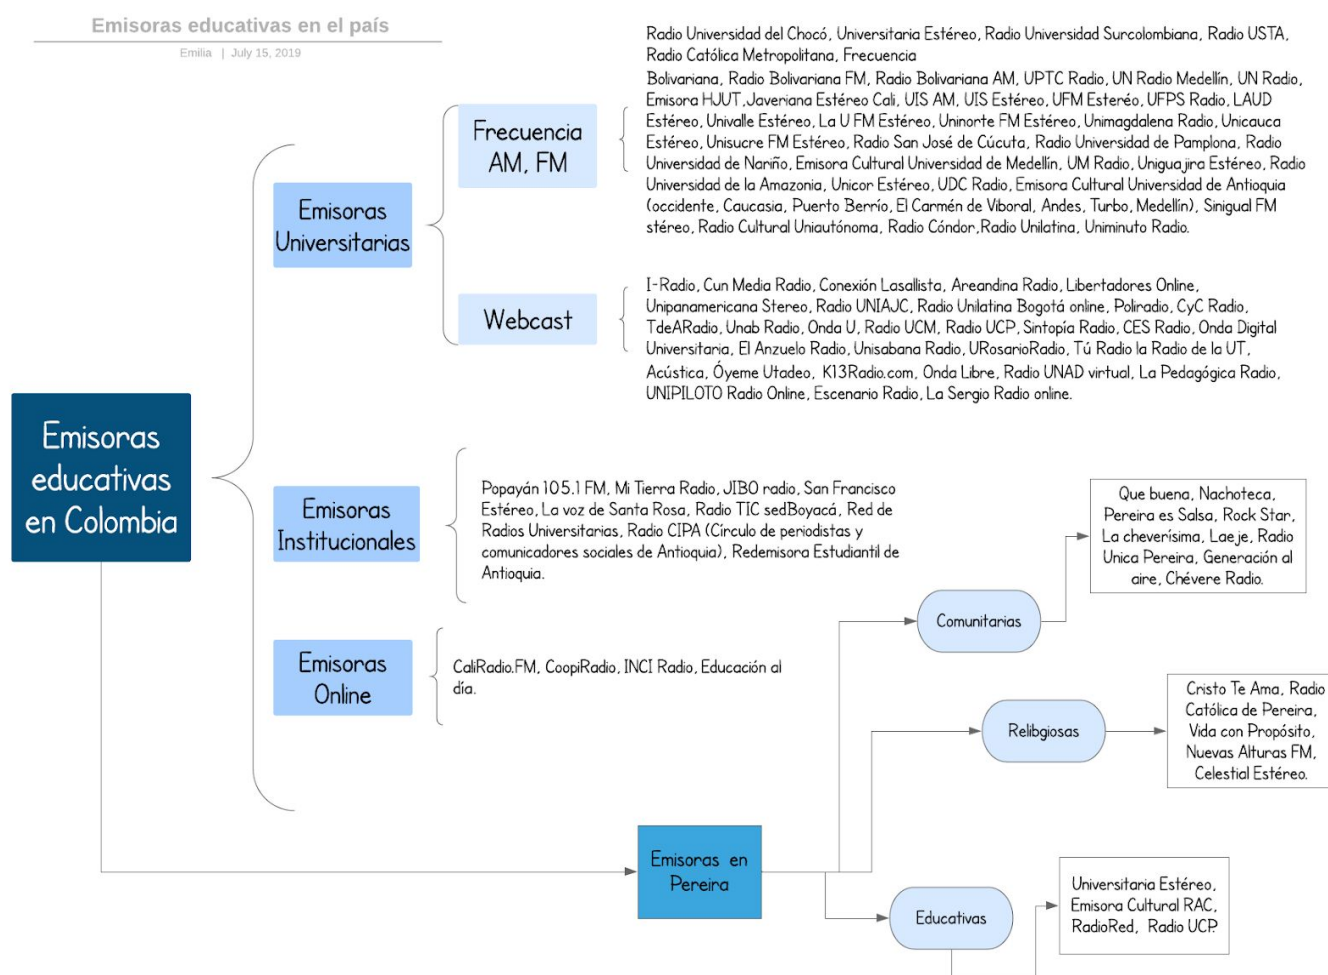 Emisoras educativas en el país
Emilia | July 15, 2019
Radio Universidad del Chocó, Universitaria Estéreo, Radio Universidad Surcolombiana, Radio USTA,
Radio Católica Metropolitana, Frecuencia
Bolivariana, Radio Bolivariana FM, Radio Bolivariana AM, UPTC Radio, UN Radio Medellín, UN Radio,
Emisora HJUT,Javeriana Estéreo Cali, UIS AM, UIS Estéreo, UFM Esteréo, UFPS Radio, LAUD
Estéreo, Univalle Estéreo, La U FM Estéreo, Uninorte FM Estéreo, Unimagdalena Radio, Unicauca
Estéreo, Unisucre FM Estéreo, Radio San José de Cúcuta, Radio Universidad de Pamplona, Radio
Universidad de Nariño, Emisora Cultural Universidad de Medellín, UM Radio, Uniguajira Estéreo, Radio
Universidad de la Amazonia, Unicor Estéreo, UDC Radio, Emisora Cultural Universidad de Antioquia
(occidente, Caucasia, Puerto Berrío, El Carmén de Viboral, Andes, Turbo, Medellín), Sinigual FM
stéreo, Radio Cultural Uniautónoma, Radio Cóndor,Radio Unilatina, Uniminuto Radio.
Frecuencia
AM, FM
Emisoras
Universitarias
Webcast
I-Radio, Cun Media Radio, Conexión Lasallista, Areandina Radio, Libertadores Online,
Unipanamericana Stereo, Radio UNIAJC, Radio Unilatina Bogotá online, Poliradio, CyC Radio,
TdeARadio, Unab Radio, Onda U, Radio UCM, Radio UCP, Sintopía Radio, CES Radio, Onda Digital
Universitaria, El Anzuelo Radio, Unisabana Radio, URosarioRadio, Tú Radio la Radio de la UT,
Acústica, Óyeme Utadeo, K13Radio.com, Onda Libre, Radio UNAD virtual, La Pedagógica Radio,
UNIPILOTO Radio Online, Escenario Radio, La Sergio Radio online.
Emisoras
educativas
en Colombia
Emisoras
Institucionales
Popayán 105.1 FM, Mi Tierra Radio, JIBO radio, San Francisco
Estéreo, La voz de Santa Rosa, Radio TIC sedBoyacá, Red de
Radios Universitarias, Radio CIPA (Círculo de periodistas y
comunicadores sociales de Antioquia), Redemisora Estudiantil de
Antioquia.
Emisoras
Online
CaliRadio.FM, CoopiRadio, INCI Radio, Educación al
día.
Emisoras en
Pereira
Comunitarias
Que buena, Nachoteca,
Pereira es Salsa, Rock Star,
La cheverísima, Laeje, Radio
Unica Pereira, Generación al
aire, Chévere Radio.
Relibgiosas
Cristo Te Ama, Radio
Católica de Pereira,
Vida con Propósito,
Nuevas Alturas FM,
Celestial Estéreo.
Educativas
Universitaria Estéreo,
Emisora Cultural RAC,
RadioRed, Radio UCP.